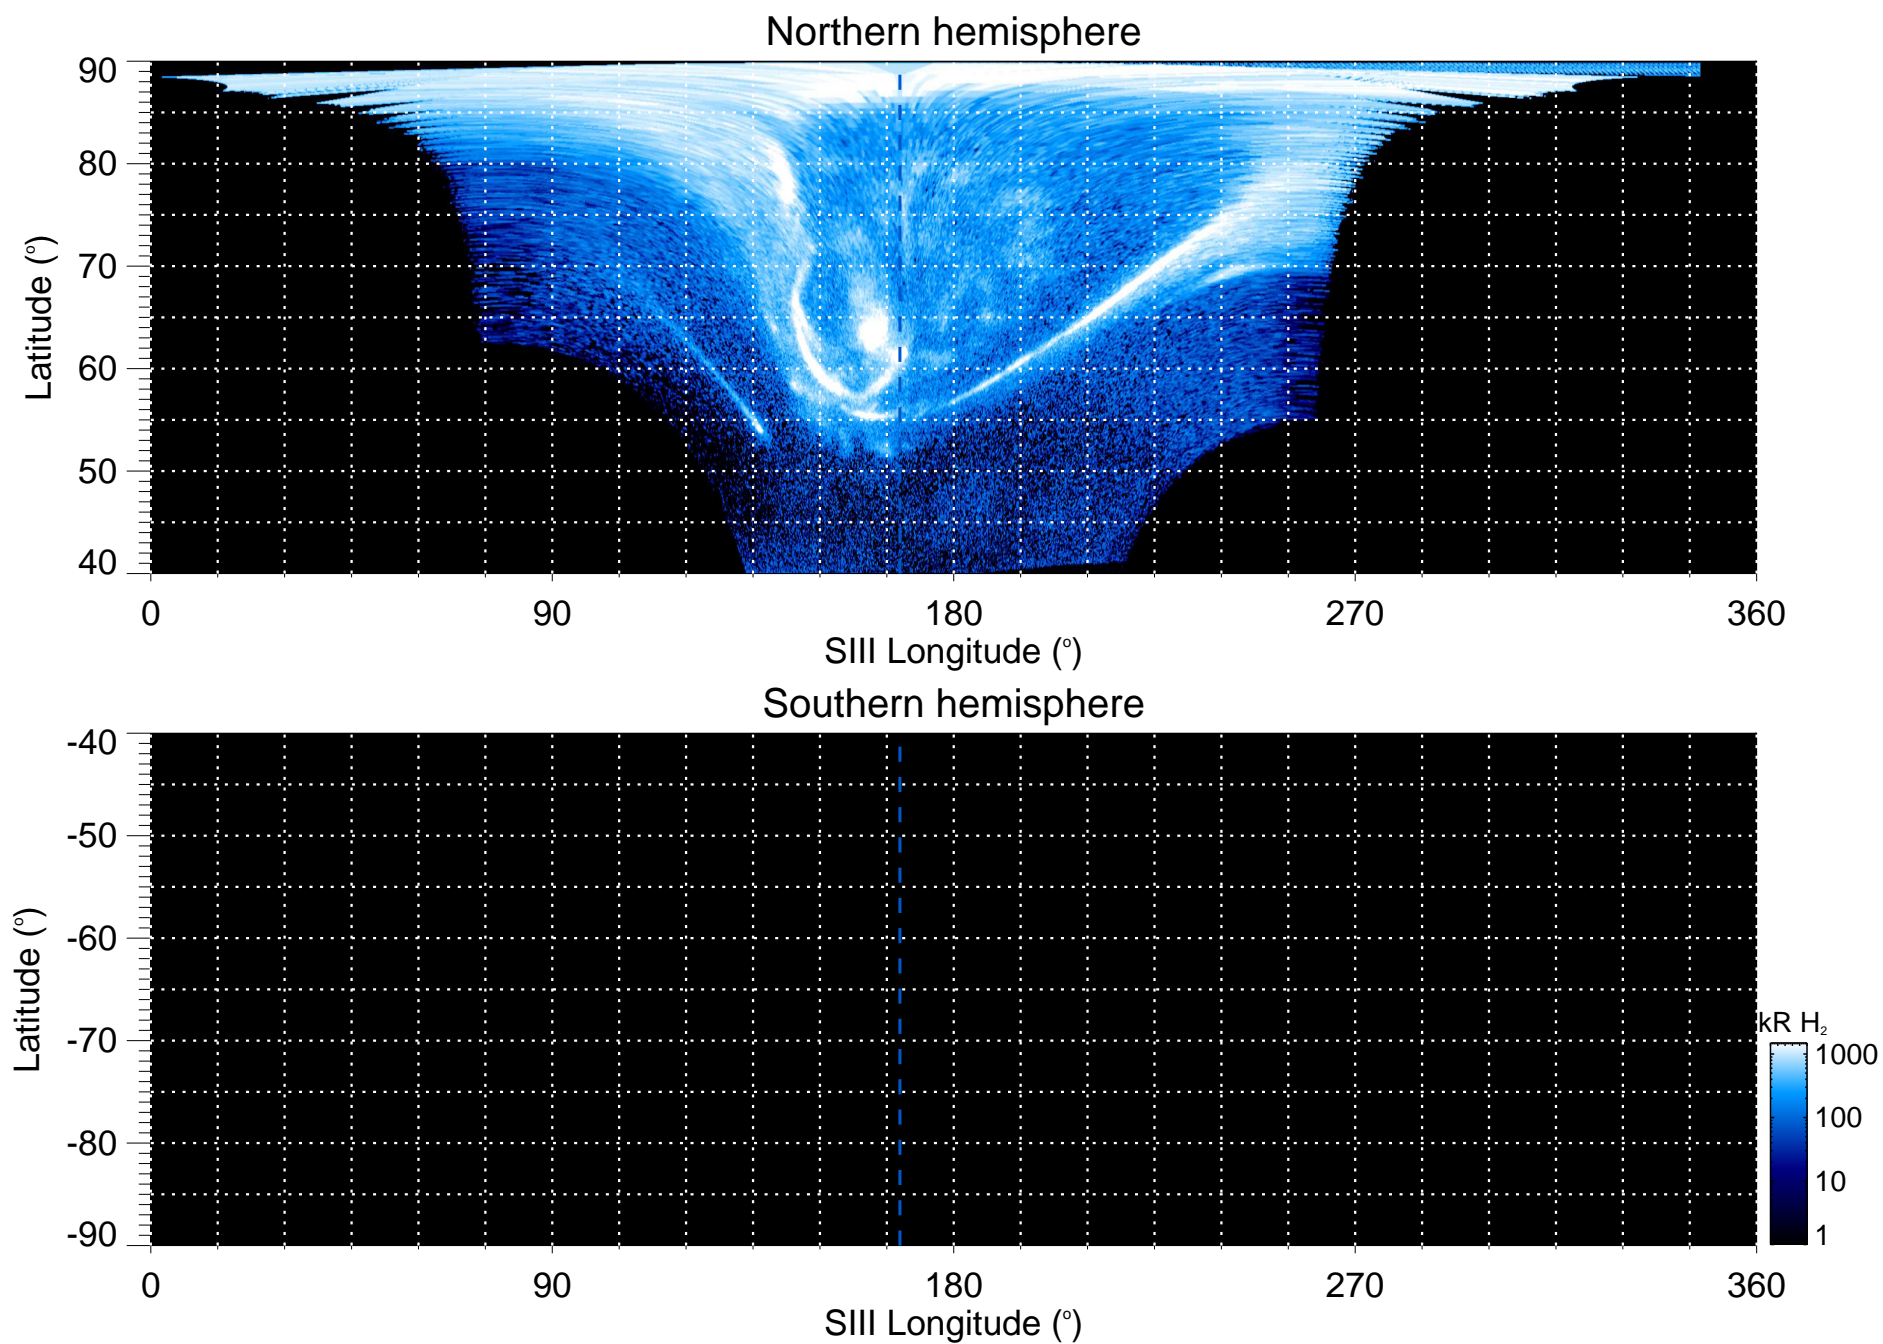 Northern hemisphere
90
80
70
60
50
40
Latitude (°)
0 90 180 270 360
SIII Longitude (°)
Southern hemisphere
-40
-50
-60
-70
-80
-90
Latitude (°)
0 90 180 270 360
SIII Longitude (°)
kR H₂
1000
100
10
1